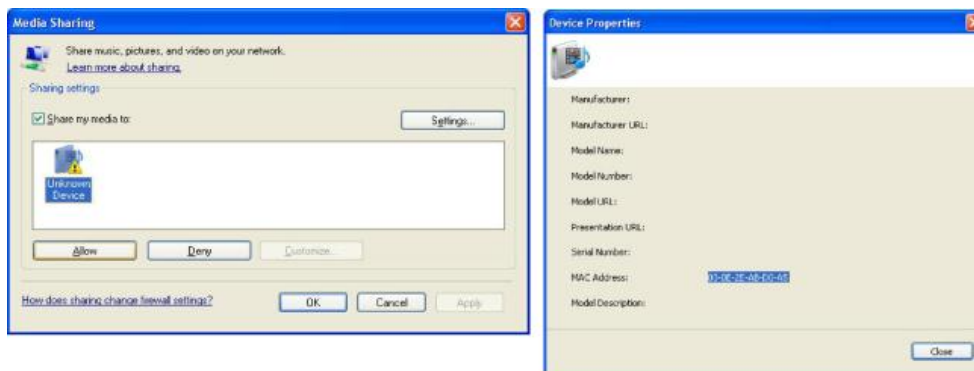 Media Sharing
Share music, pictures, and video on your network.
Learn more about sharing.
Sharing settings
Share my media to:
Settings...
Unknown
Device
Allow
Deny
Customize...
How does sharing change firewall settings?
OK
Cancel
Apply
Device Properties
Manufacturer:
Manufacturer URL:
Model Name:
Model Number:
Model URL:
Presentation URL:
Serial Number:
MAC Address:
Model Description:
Close